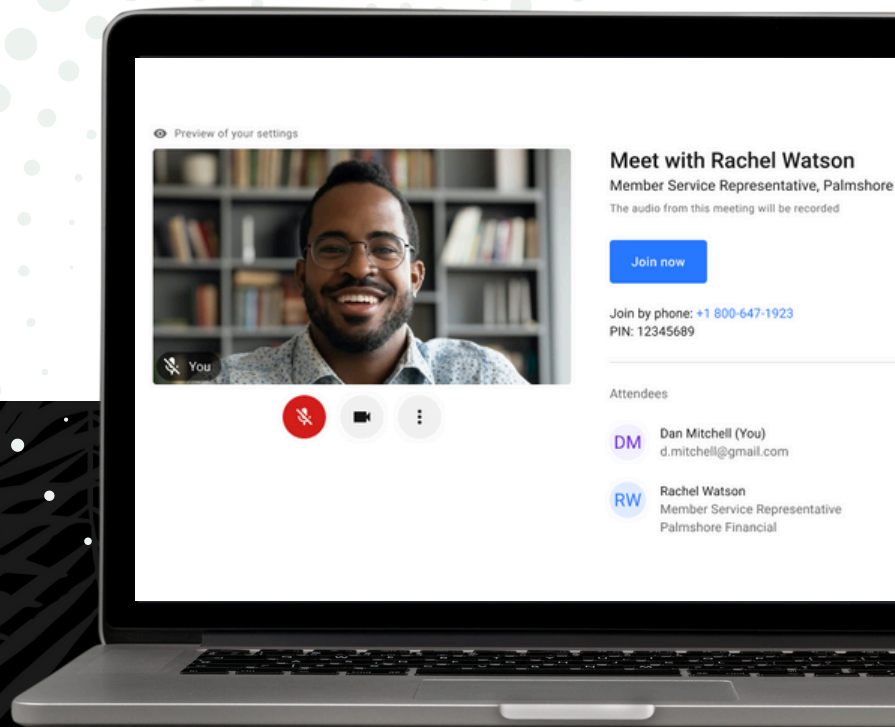 Preview of your settings
You
Meet with Rachel Watson
Member Service Representative, Palmshore
The audio from this meeting will be recorded
Join now
Join by phone: +1 800-647-1923
PIN: 12345689
Attendees
DM
Dan Mitchell (You)
d.mitchell@gmail.com
RW
Rachel Watson
Member Service Representative
Palmshore Financial